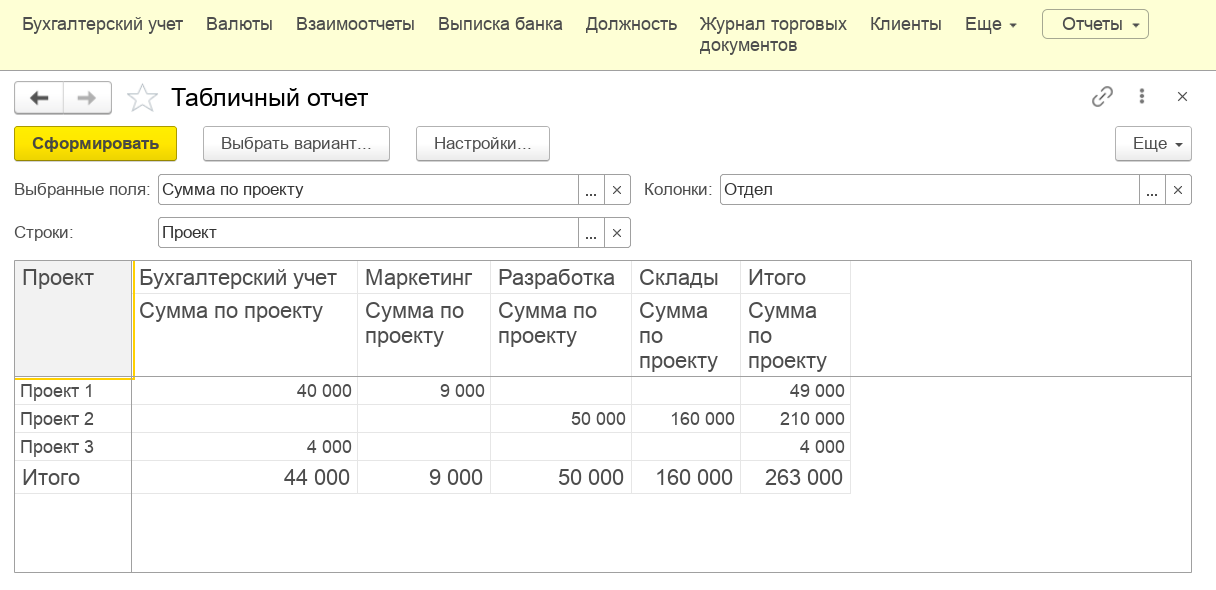 Бухгалтерский учет Валюты Взаимоотчеты Выписка банка Должность Журнал торговых документов Клиенты Еще Отчеты
Табличный отчет
Сформировать Выбрать вариант... Настройки... Еще
Выбранные поля: Сумма по проекту ... × Колонки: Отдел ... ×
Строки: Проект ... ×
Проект Бухгалтерский учет Маркетинг Разработка Склады Итого
Сумма по проекту Сумма по проекту Сумма по проекту Сумма по проекту Сумма по проекту
Проект 1 40 000 9 000 49 000
Проект 2 50 000 160 000 210 000
Проект 3 4 000 4 000
Итого 44 000 9 000 50 000 160 000 263 000